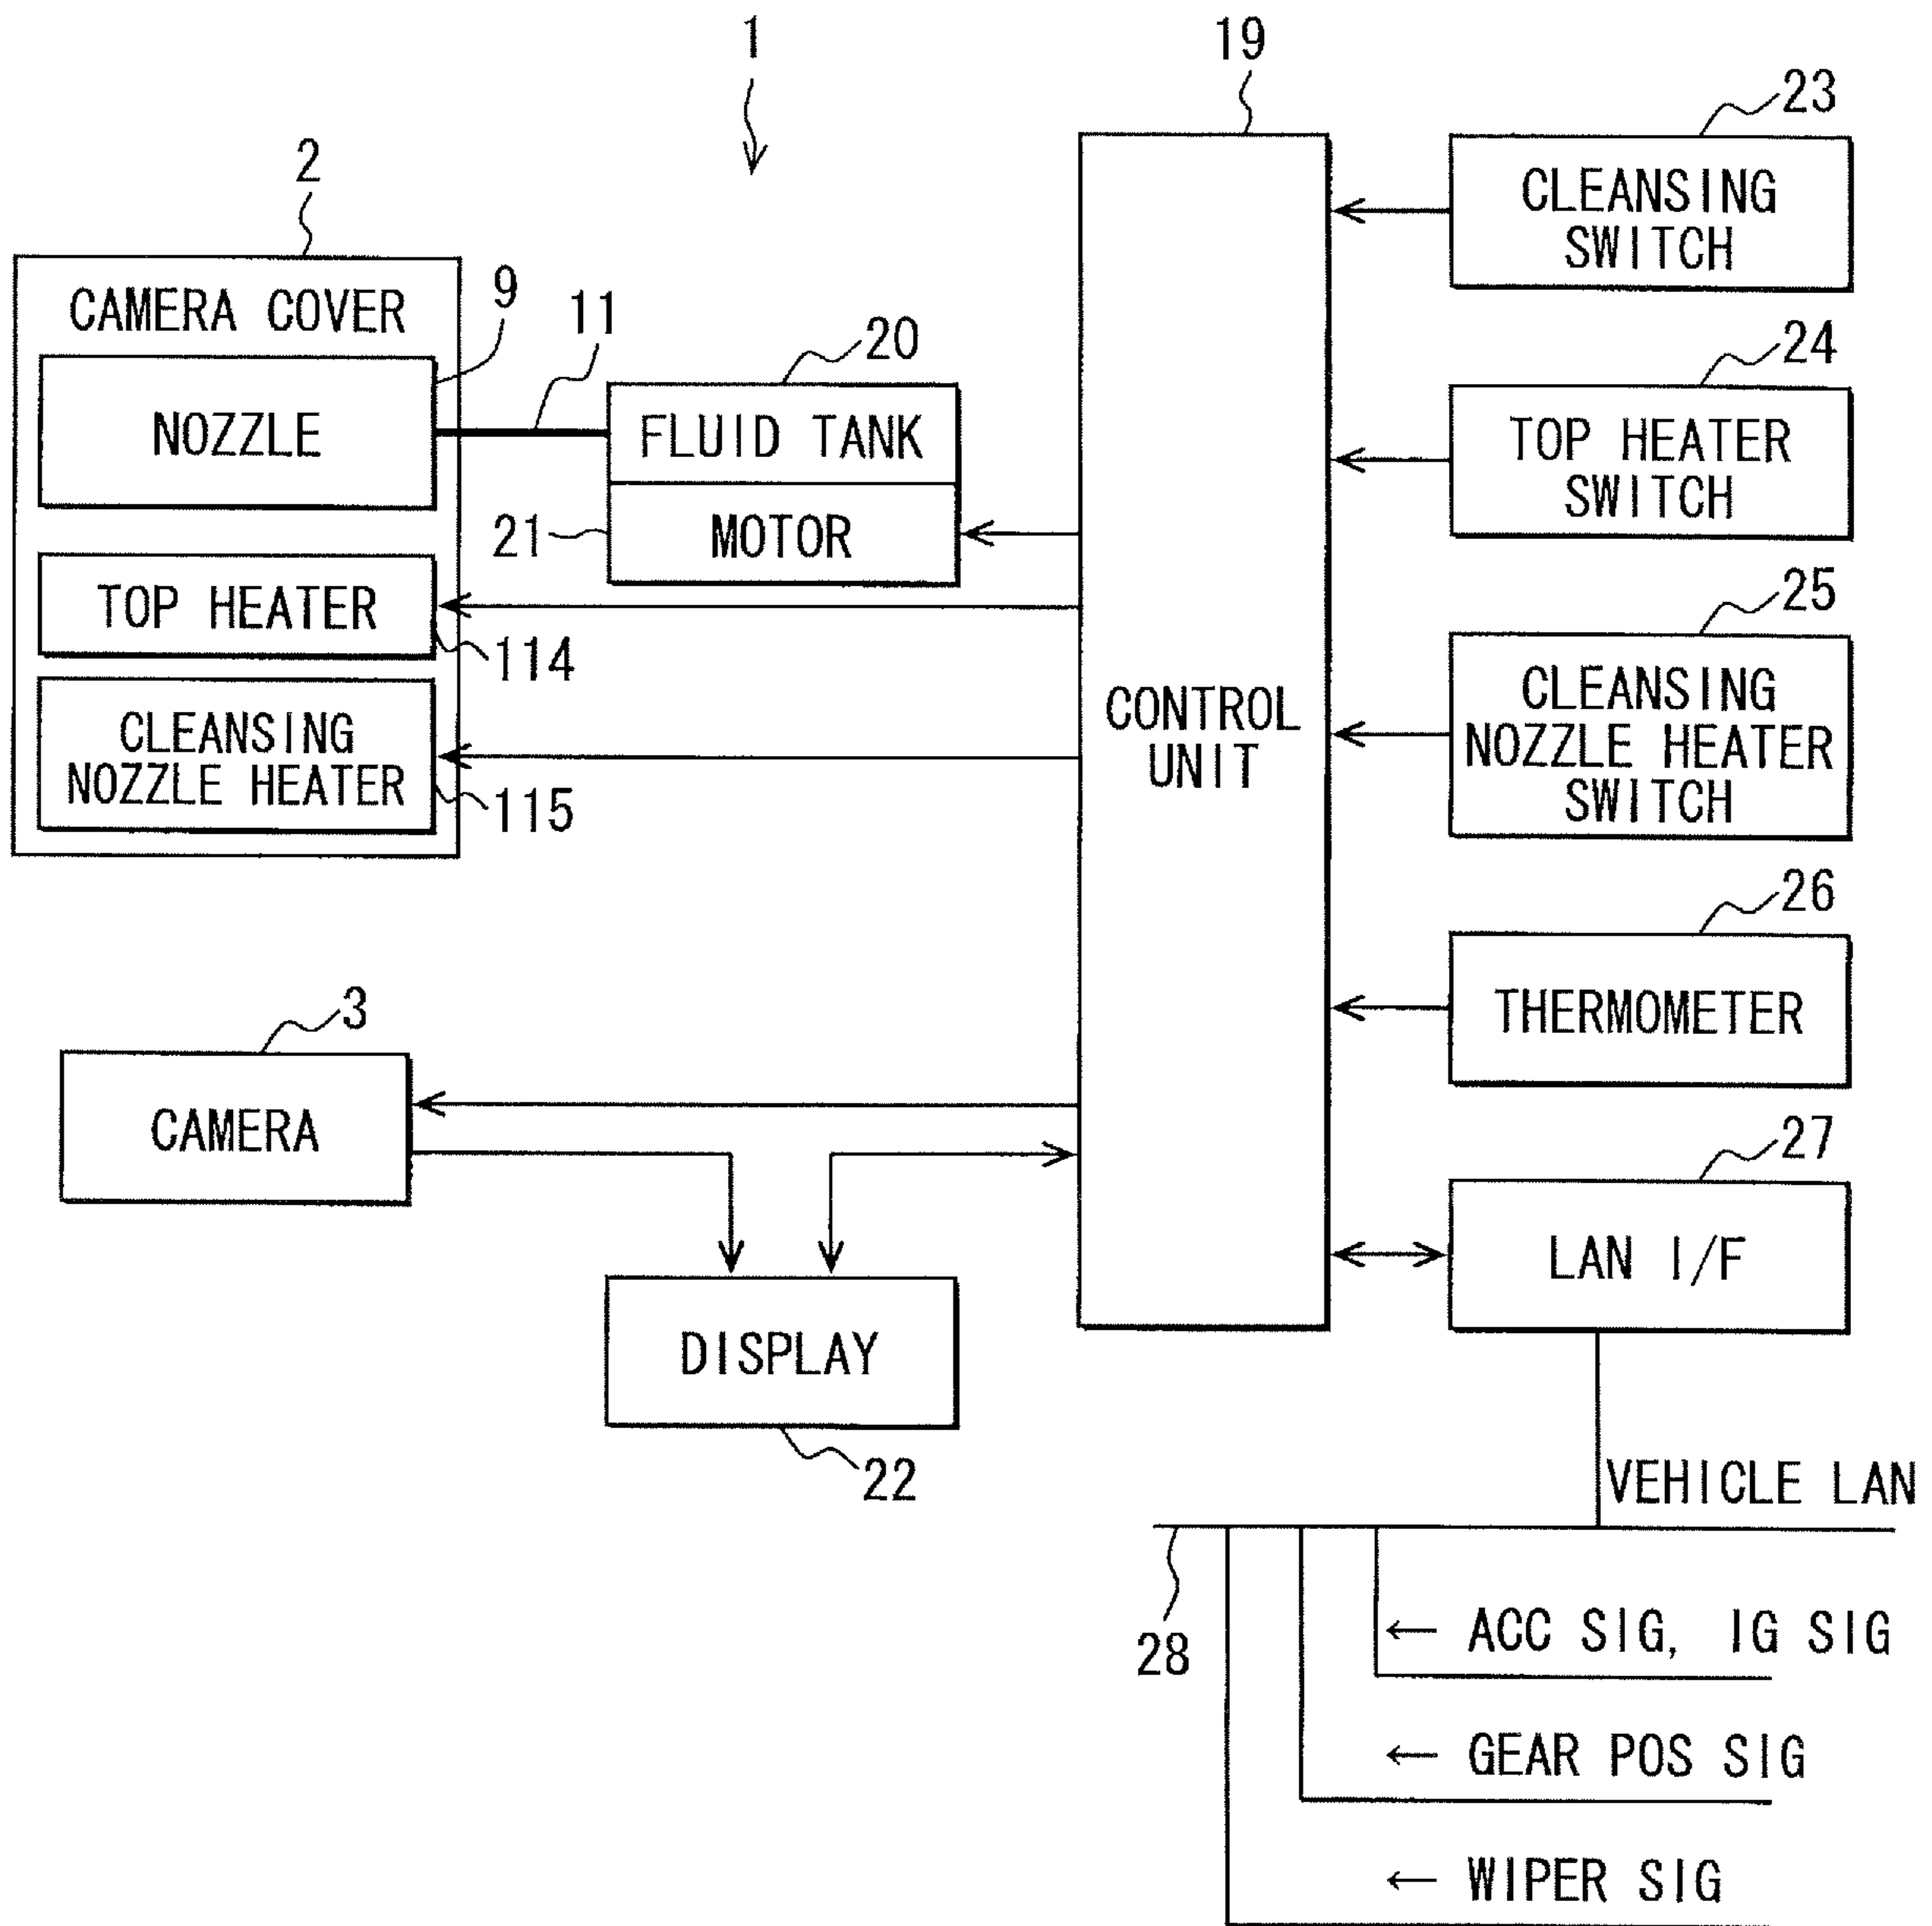 1
19
23
CLEANSING
SWITCH
2
CAMERA COVER
9
11
20
24
NOZZLE
FLUID TANK
TOP HEATER
SWITCH
21
MOTOR
TOP HEATER
114
25
CLEANSING
NOZZLE HEATER
SWITCH
CLEANSING
NOZZLE HEATER
115
CONTROL
UNIT
26
THERMOMETER
3
CAMERA
27
LAN I/F
DISPLAY
22
VEHICLE LAN
28
← ACC SIG, IG SIG
← GEAR POS SIG
← WIPER SIG